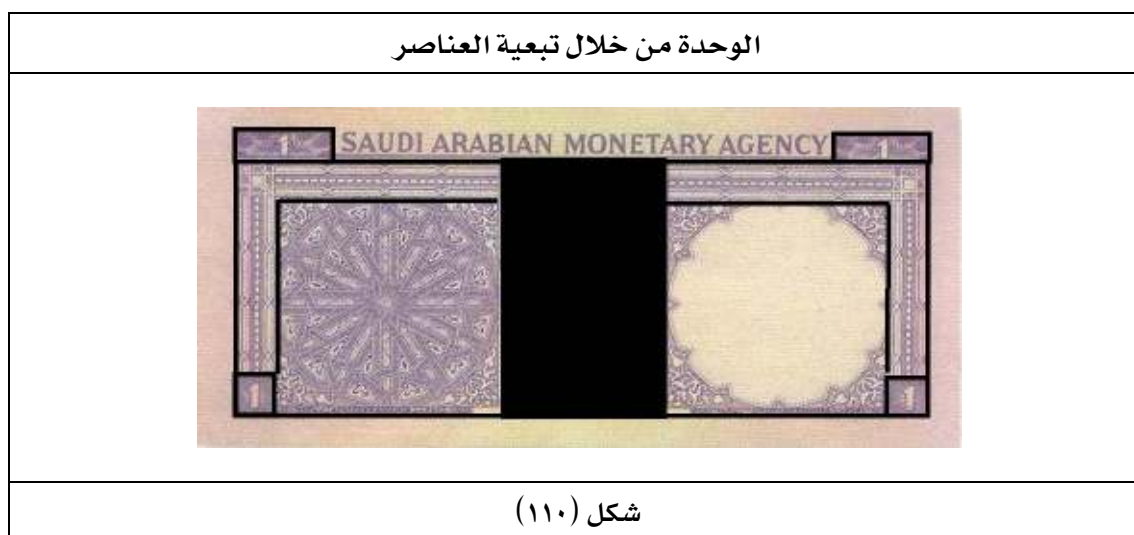 الوحدة من خلال تبعية العناصر
1 SAUDI ARABIAN MONETARY AGENCY 1
1 1
شكل (١١٠)